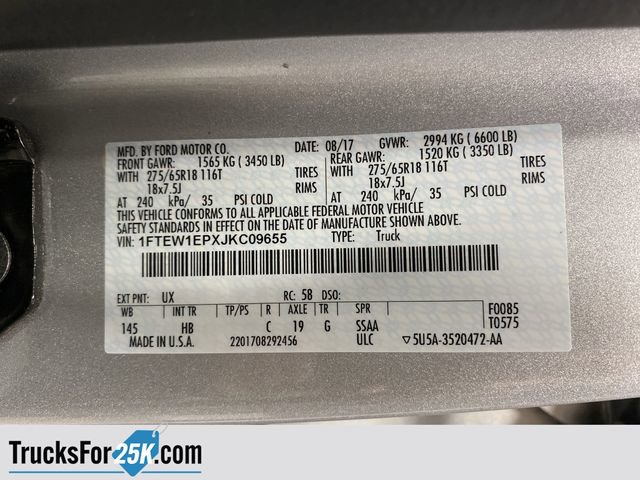 MFD. BY FORD MOTOR CO. DATE: 08/17 GVWR: 2994 KG (6600 LB)
FRONT GAWR: 1565 KG (3450 LB) REAR GAWR: 1520 KG (3350 LB)
WITH 275/65R18 116T TIRES WITH 275/65R18 116T TIRES
18x7.5J RIMS 18x7.5J RIMS
AT 240 kPa/ 35 PSI COLD AT 240 kPa/ 35 PSI COLD
THIS VEHICLE CONFORMS TO ALL APPLICABLE FEDERAL MOTOR VEHICLE
SAFETY STANDARDS IN EFFECT ON THE DATE OF MANUFACTURE SHOWN ABOVE.
VIN: 1FTEW1EPXJKC09655 TYPE: Truck
EXT PNT: UX RC: 58 DSO:
WB INT TR TP/PS R AXLE TR SPR F0085
145 HB C 19 G SSAA T0575
MADE IN U.S.A. 2201708292456 ULC ▽5U5A-3520472-AA
TrucksFor25K.com